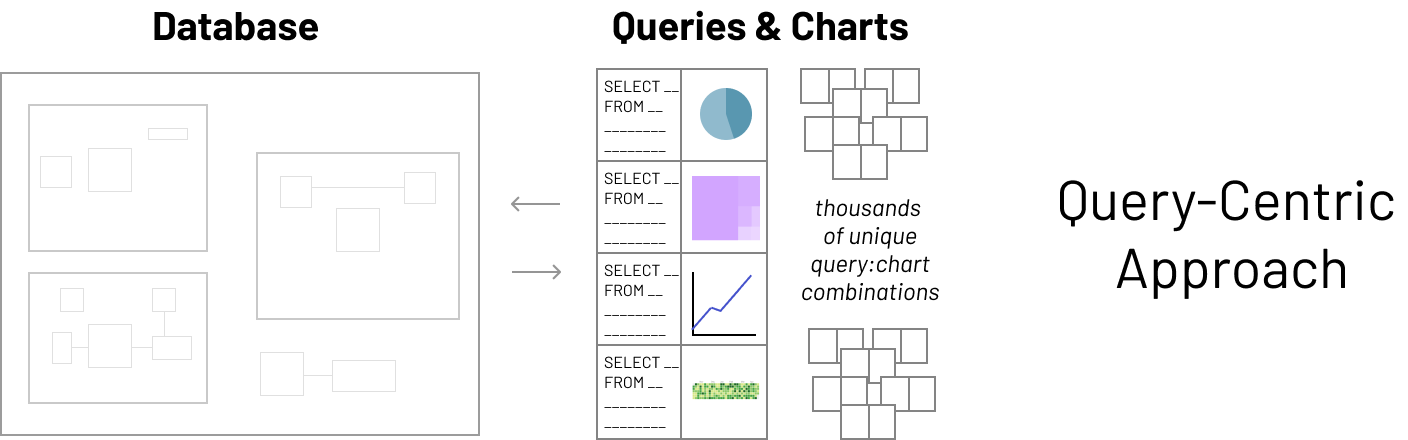 Database
Queries & Charts
SELECT __
FROM __
________
________
SELECT __
FROM __
________
________
SELECT __
FROM __
________
________
SELECT __
FROM __
________
________
thousands
of unique
query:chart
combinations
Query-Centric
Approach